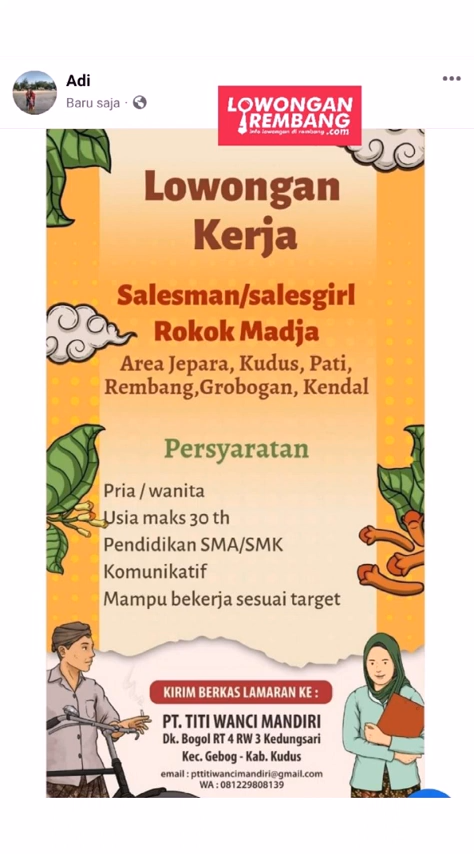 Adi
Baru saja
LOWONGAN
REMBANG
info lowongan di rembang .com
Lowongan
Kerja
Salesman/salesgirl
Rokok Madja
Area Jepara, Kudus, Pati,
Rembang,Grobogan, Kendal
Persyaratan
Pria / wanita
Usia maks 30 th
Pendidikan SMA/SMK
Komunikatif
Mampu bekerja sesuai target
KIRIM BERKAS LAMARAN KE :
PT. TITI WANCI MANDIRI
Dk. Bogol RT 4 RW 3 Kedungsari
Kec. Gebog - Kab. Kudus
email : pttitiwancimandiri@gmail.com
WA : 081229808139